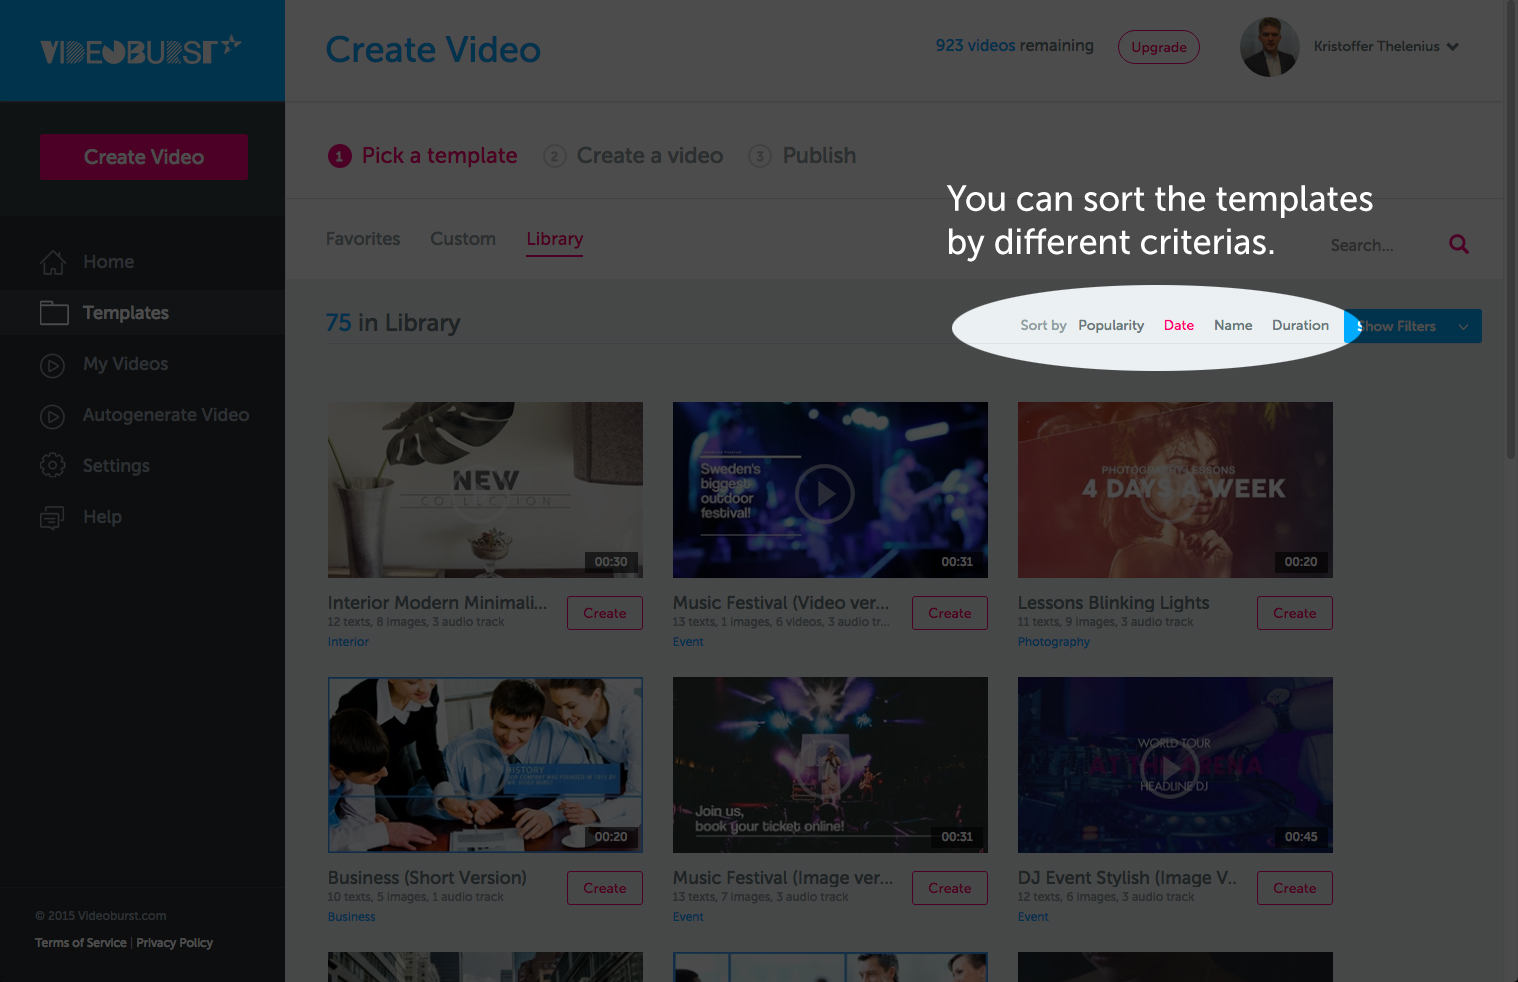 VIDEOBURST
Create Video
923 videos remaining
Upgrade
Kristoffer Thelenius
Create Video
1 Pick a template
2 Create a video
3 Publish
You can sort the templates
by different criterias.
Favorites
Custom
Library
Search...
Home
Templates
My Videos
Autogenerate Video
Settings
Help
75 in Library
Sort by Popularity Date Name Duration
Show Filters
NEW
COLLECTION
00:30
Sweden's
biggest
outdoor
festival!
00:31
PHOTOGRAPHY LESSONS
4 DAYS A WEEK
00:20
Interior Modern Minimali...
12 texts, 8 images, 3 audio track
Interior
Create
Music Festival (Video ver...
13 texts, 1 images, 6 videos, 3 audio tr...
Event
Create
Lessons Blinking Lights
11 texts, 9 images, 3 audio track
Photography
Create
HISTORY
00:20
Join us,
book your ticket online!
00:31
WORLD TOUR
AT THE ARENA
HEADLINE DJ
00:45
Business (Short Version)
10 texts, 5 images, 1 audio track
Business
Create
Music Festival (Image ver...
13 texts, 7 images, 3 audio track
Event
Create
DJ Event Stylish (Image V...
12 texts, 6 images, 3 audio track
Event
Create
© 2015 Videoburst.com
Terms of Service | Privacy Policy